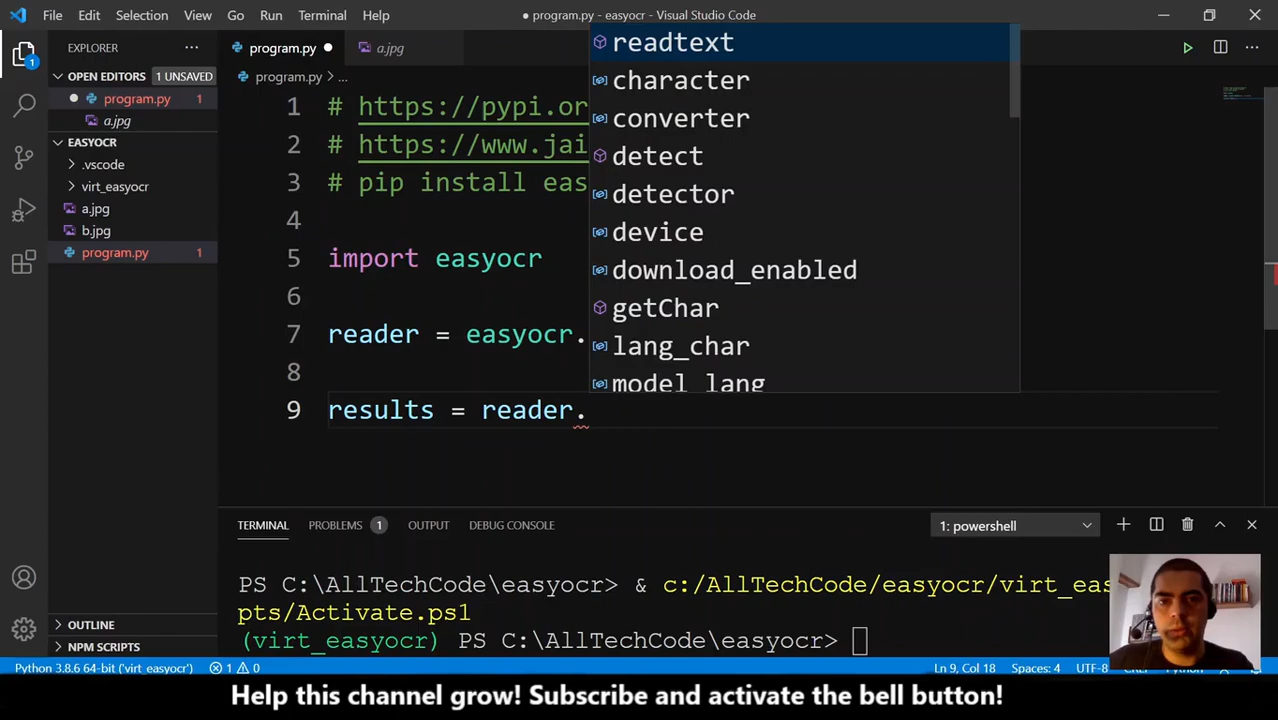 File Edit Selection View Go Run Terminal Help
● program.py - easyocr - Visual Studio Code
EXPLORER ···
OPEN EDITORS 1 UNSAVED
program.py 1
a.jpg
EASYOCR
.vscode
virt_easyocr
a.jpg
b.jpg
program.py 1
OUTLINE
NPM SCRIPTS
1
program.py ●
a.jpg
program.py > ...
1 # https://pypi.or
2 # https://www.jai
3 # pip install eas
4
5 import easyocr
6
7 reader = easyocr.
8
9 results = reader.
readtext
character
converter
detect
detector
device
download_enabled
getChar
lang_char
model_lang
TERMINAL PROBLEMS 1 OUTPUT DEBUG CONSOLE
1: powershell
PS C:\AllTechCode\easyocr> & c:/AllTechCode/easyocr/virt_eas
pts/Activate.ps1
(virt_easyocr) PS C:\AllTechCode\easyocr>
Python 3.8.6 64-bit ('virt_easyocr') 1 0 Ln 9, Col 18 Spaces: 4 UTF-8 CRLF Python
Help this channel grow! Subscribe and activate the bell button!